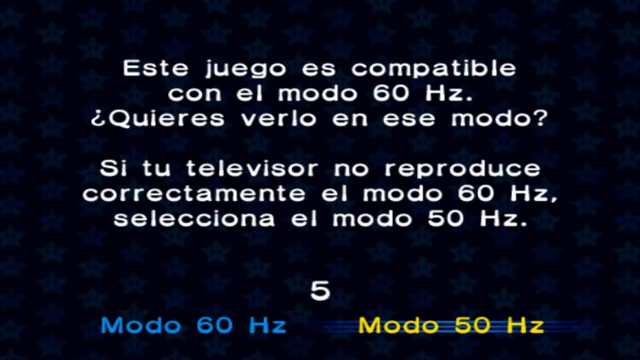 Este juego es compatible
con el modo 60 Hz.
¿Quieres verlo en ese modo?
Si tu televisor no reproduce
correctamente el modo 60 Hz,
selecciona el modo 50 Hz.
5
Modo 60 Hz Modo 50 Hz